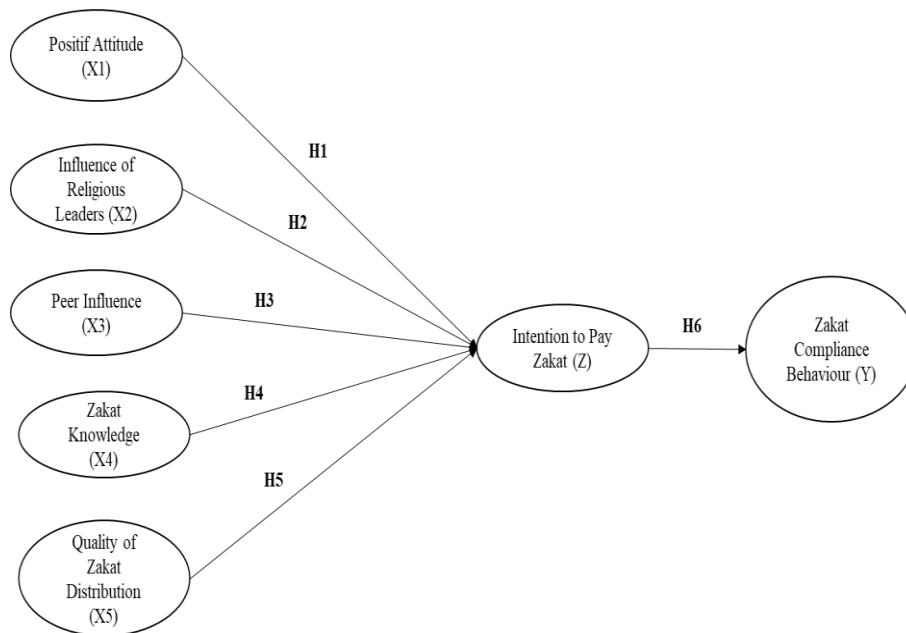 Positif Attitude
(X1)
H1
Influence of
Religious
Leaders (X2)
H2
Peer Influence
(X3)
H3
Intention to Pay
Zakat (Z)
H6
Zakat
Compliance
Behaviour (Y)
Zakat
Knowledge
(X4)
H4
H5
Quality of
Zakat
Distribution
(X5)